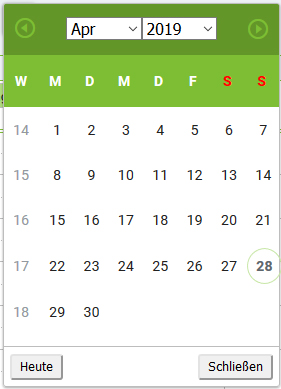 Apr 2019
W M D M D F S S
14 1 2 3 4 5 6 7
15 8 9 10 11 12 13 14
16 15 16 17 18 19 20 21
17 22 23 24 25 26 27 28
18 29 30
Heute Schließen